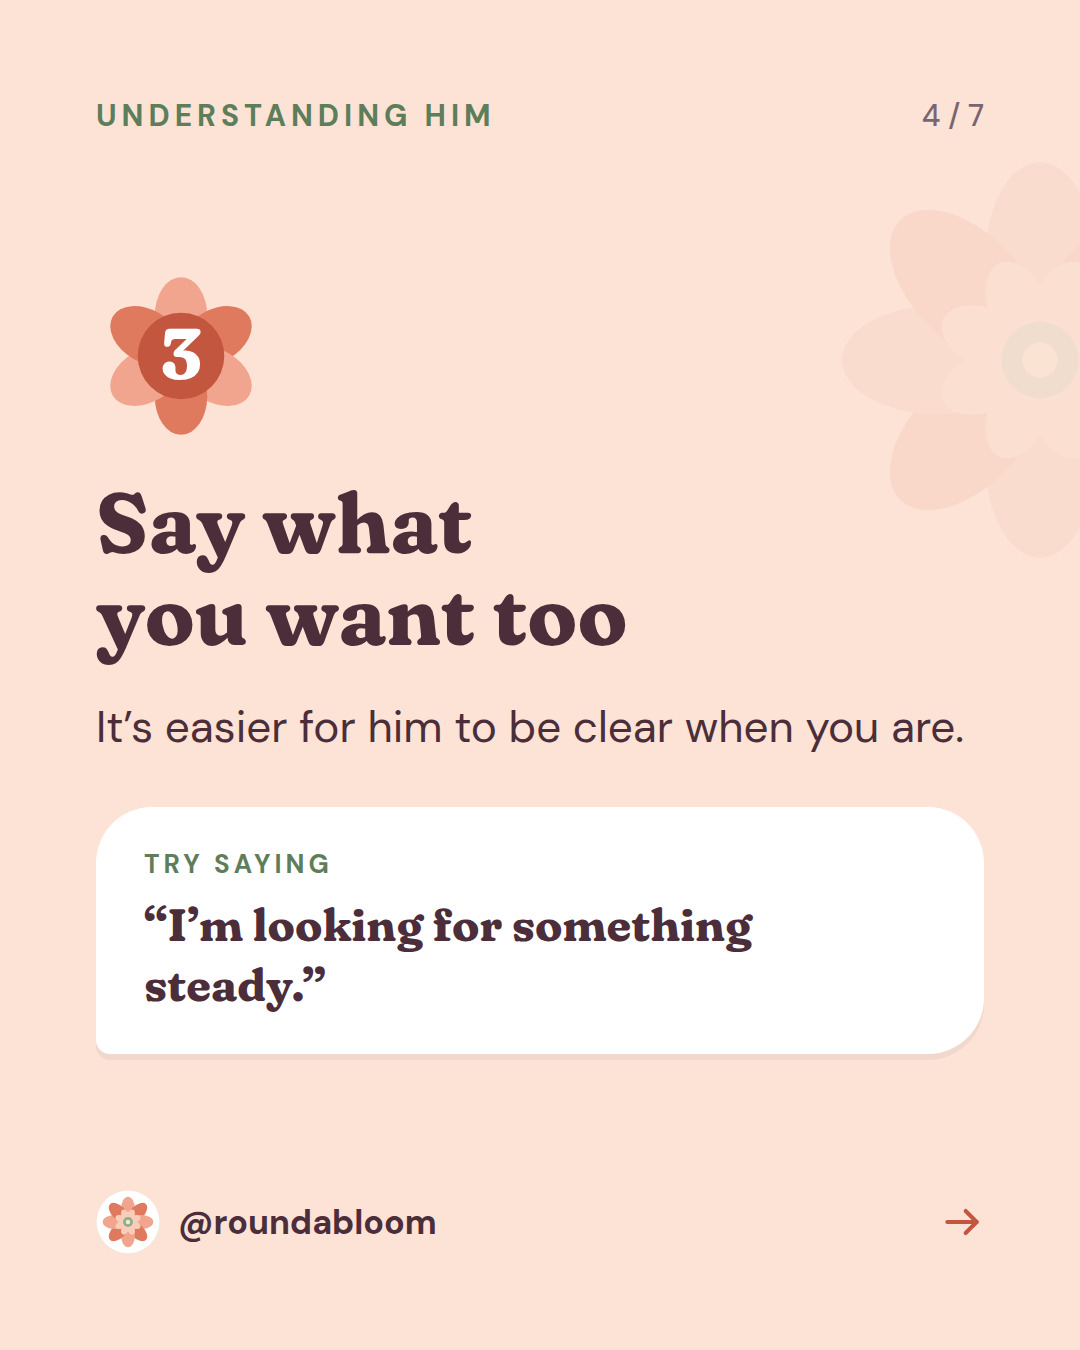 UNDERSTANDING HIM
4 / 7
3
Say what
you want too
It’s easier for him to be clear when you are.
TRY SAYING
“I’m looking for something
steady.”
@roundabloom